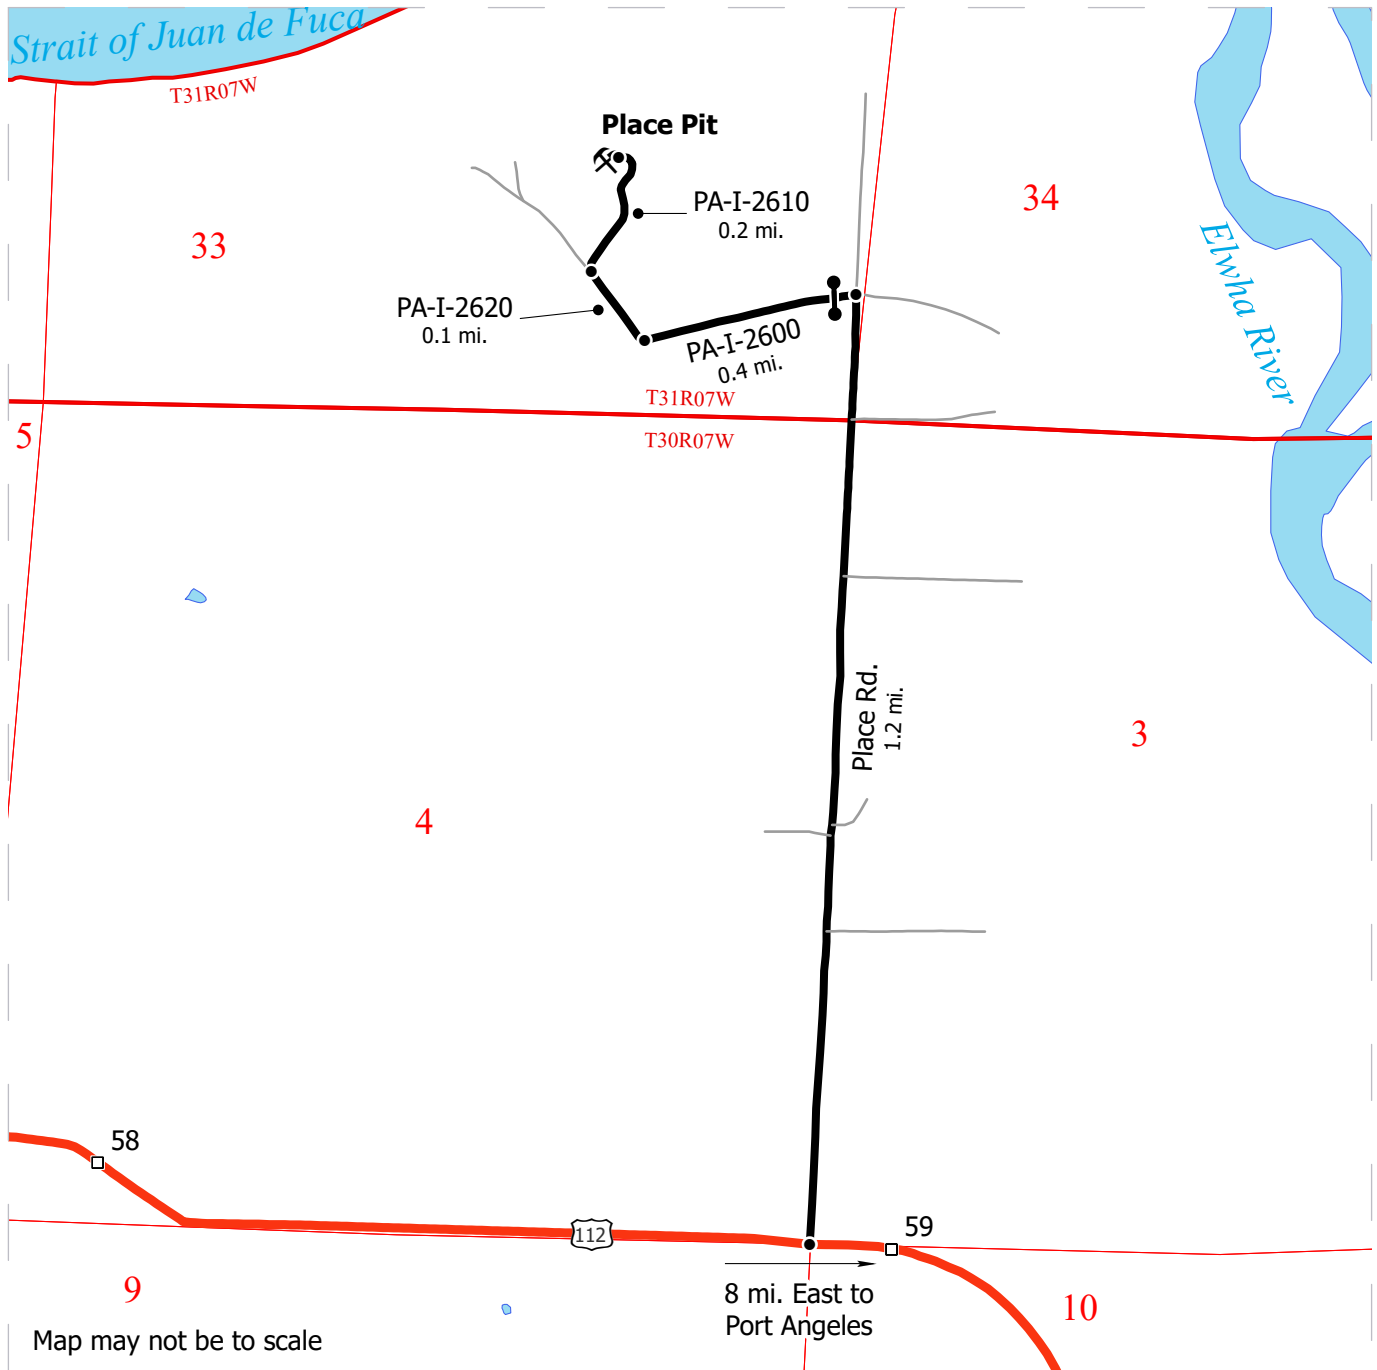 Strait of Juan de Fuca
T31R07W
Place Pit
PA-I-2610
0.2 mi.
34
33
Elwha River
PA-I-2620
0.1 mi.
PA-I-2600
0.4 mi.
T31R07W
T30R07W
5
Place Rd.
1.2 mi.
3
4
58
59
112
8 mi. East to
Port Angeles
9
10
Map may not be to scale